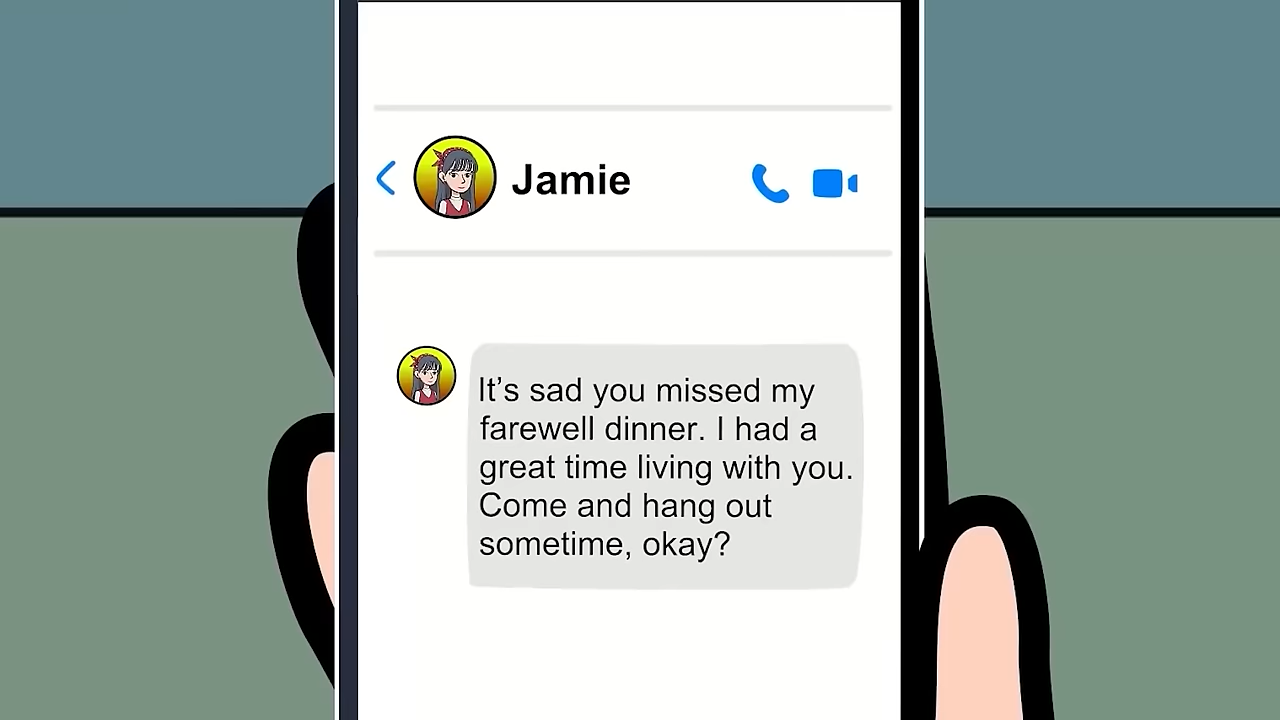 Jamie
It’s sad you missed my
farewell dinner. I had a
great time living with you.
Come and hang out
sometime, okay?